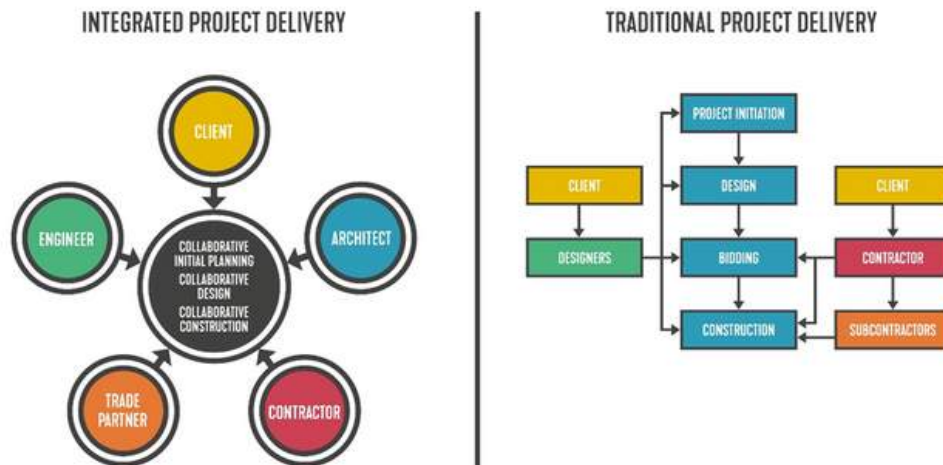 INTEGRATED PROJECT DELIVERY
CLIENT
ENGINEER
ARCHITECT
COLLABORATIVE
INITIAL PLANNING
COLLABORATIVE
DESIGN
COLLABORATIVE
CONSTRUCTION
TRADE
PARTNER
CONTRACTOR
TRADITIONAL PROJECT DELIVERY
PROJECT INITIATION
CLIENT
DESIGN
CLIENT
DESIGNERS
BIDDING
CONTRACTOR
CONSTRUCTION
SUBCONTRACTORS